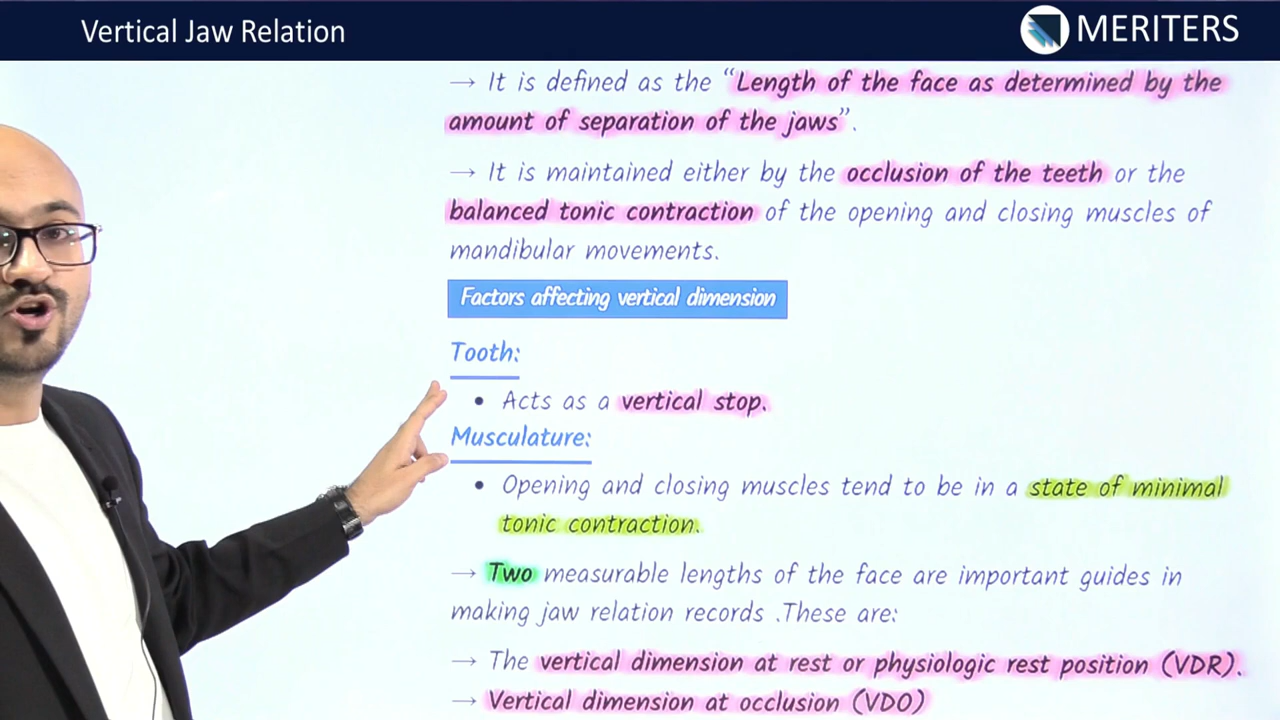 Vertical Jaw Relation
MERITERS
→ It is defined as the “Length of the face as determined by the
amount of separation of the jaws”.
→ It is maintained either by the occlusion of the teeth or the
balanced tonic contraction of the opening and closing muscles of
mandibular movements.
Factors affecting vertical dimension
Tooth:
• Acts as a vertical stop.
Musculature:
• Opening and closing muscles tend to be in a state of minimal
tonic contraction.
→ Two measurable lengths of the face are important guides in
making jaw relation records .These are:
→ The vertical dimension at rest or physiologic rest position (VDR).
→ Vertical dimension at occlusion (VDO)